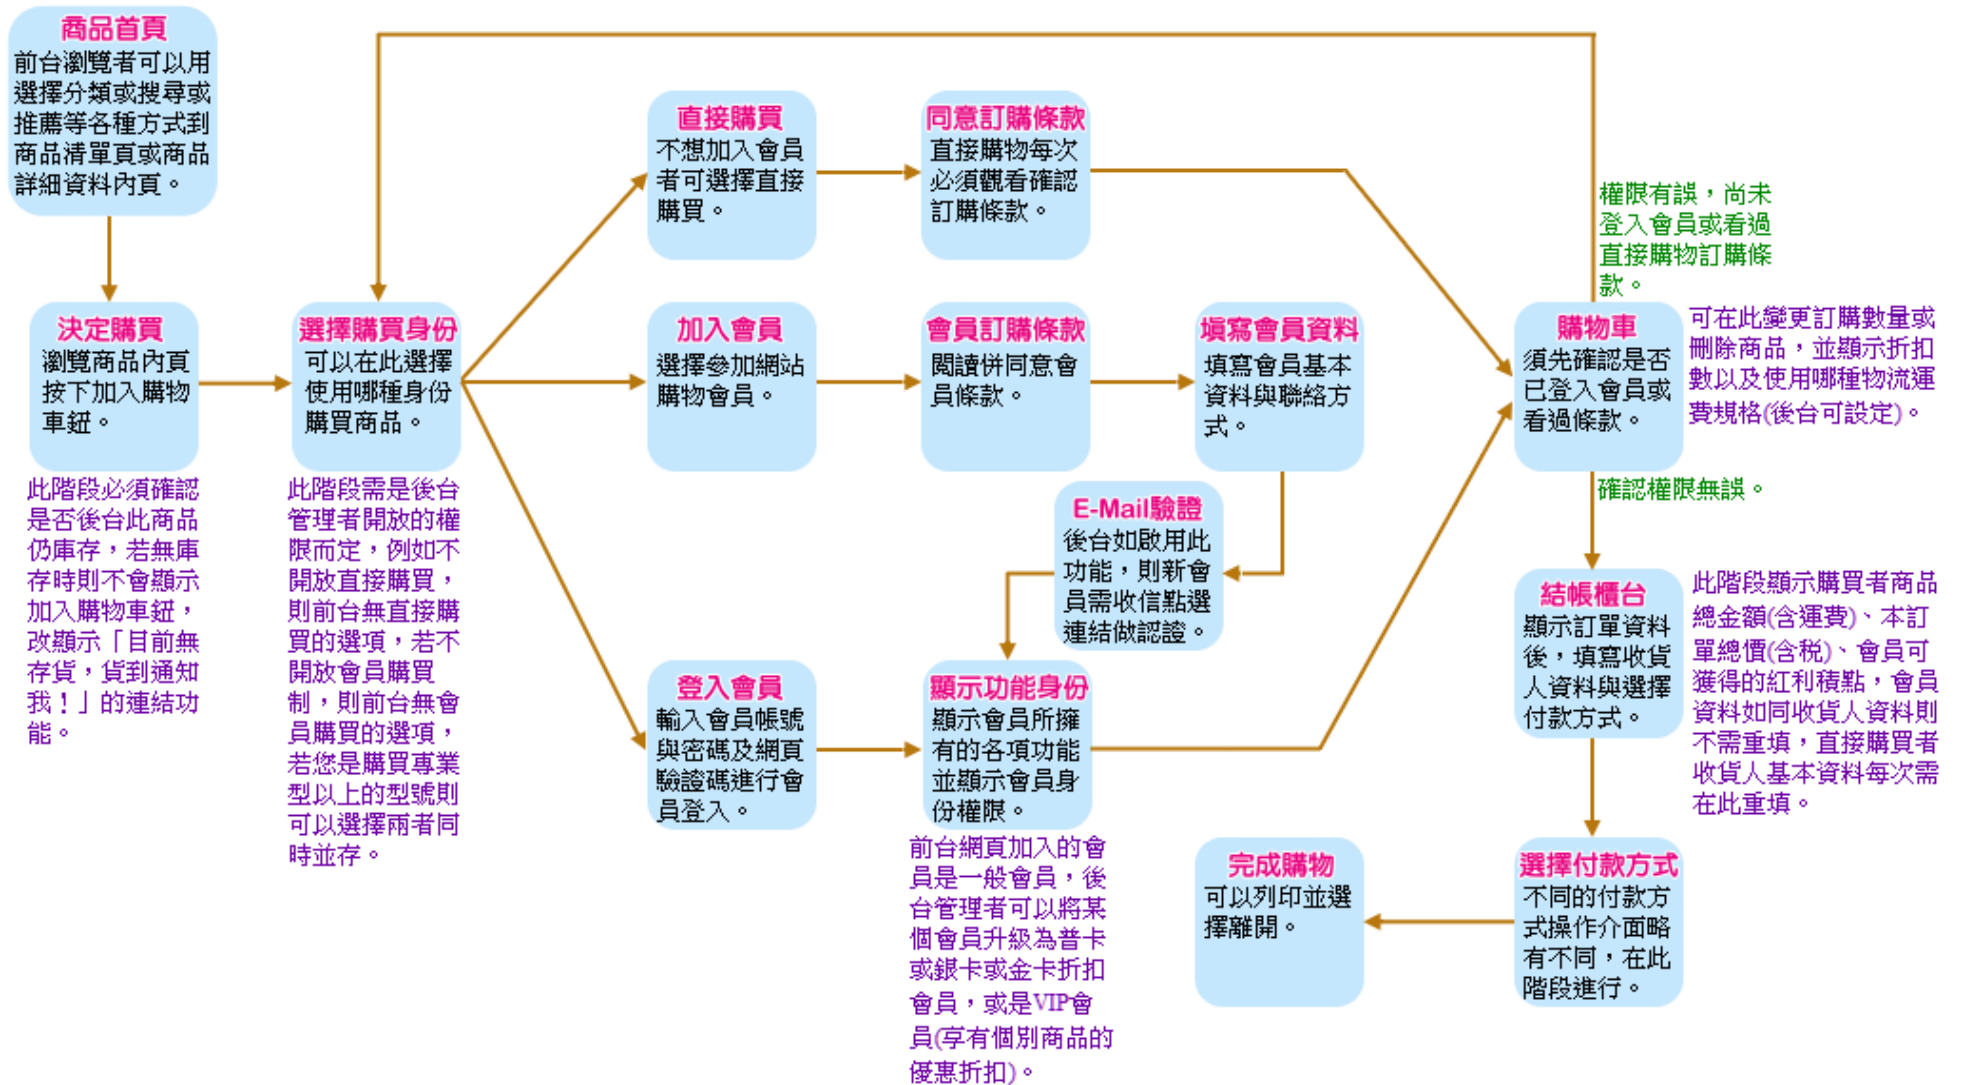 商品首頁
前台瀏覽者可以用
選擇分類或搜尋或
推薦等各種方式到
商品清單頁或商品
詳細資料內頁。
決定購買
瀏覽商品內頁
按下加入購物
車鈕。
此階段必須確認
是否後台此商品
仍庫存，若無庫
存時則不會顯示
加入購物車鈕，
改顯示「目前無
存貨，貨到通知
我！」的連結功
能。
選擇購買身份
可以在此選擇
使用哪種身份
購買商品。
此階段需是後台
管理者開放的權
限而定，例如不
開放直接購買，
則前台無直接購
買的選項，若不
開放會員購買
制，則前台無會
員購買的選項，
若您是購買專業
型以上的型號則
可以選擇兩者同
時並存。
直接購買
不想加入會員
者可選擇直接
購買。
同意訂購條款
直接購物每次
必須觀看確認
訂購條款。
加入會員
選擇參加網站
購物會員。
會員訂購條款
閱讀併同意會
員條款。
填寫會員資料
填寫會員基本
資料與聯絡方
式。
E-Mail驗證
後台如啟用此
功能，則新會
員需收信點選
連結做認證。
登入會員
輸入會員帳號
與密碼及網頁
驗證碼進行會
員登入。
顯示功能身份
顯示會員所擁
有的各項功能
並顯示會員身
份權限。
前台網頁加入的會
員是一般會員，後
台管理者可以將某
個會員升級為普卡
或銀卡或金卡折扣
會員，或是VIP會
員(享有個別商品的
優惠折扣)。
權限有誤，尚未
登入會員或看過
直接購物訂購條
款。
購物車
須先確認是否
已登入會員或
看過條款。
可在此變更訂購數量或
刪除商品，並顯示折扣
數以及使用哪種物流運
費規格(後台可設定)。
確認權限無誤。
結帳櫃台
顯示訂單資料
後，填寫收貨
人資料與選擇
付款方式。
此階段顯示購買者商品
總金額(含運費)、本訂
單總價(含稅)、會員可
獲得的紅利積點，會員
資料如同收貨人資料則
不需重填，直接購買者
收貨人基本資料每次需
在此重填。
選擇付款方式
不同的付款方
式操作介面略
有不同，在此
階段進行。
完成購物
可以列印並選
擇離開。